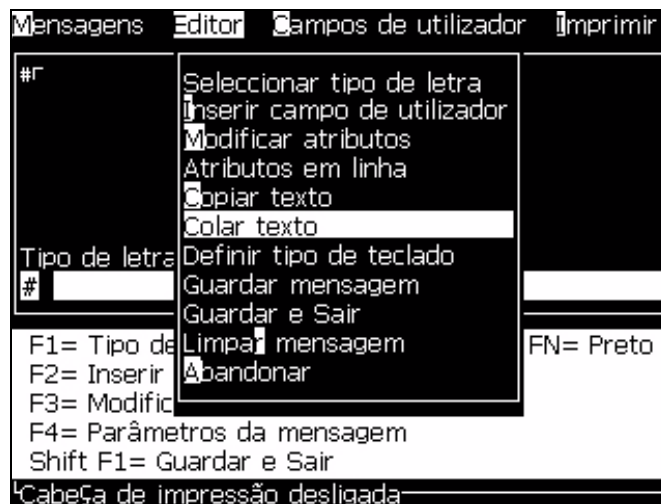 Mensagens Editor Campos de utilizador Imprimir
#
Seleccionar tipo de letra
Inserir campo de utilizador
Modificar atributos
Atributos em linha
Copiar texto
Colar texto
Definir tipo de teclado
Guardar mensagem
Guardar e Sair
Limpar mensagem
Abandonar
Tipo de letra
#
F1= Tipo de FN= Preto
F2= Inserir
F3= Modific
F4= Parâmetros da mensagem
Shift F1= Guardar e Sair
Cabeça de impressão desligada